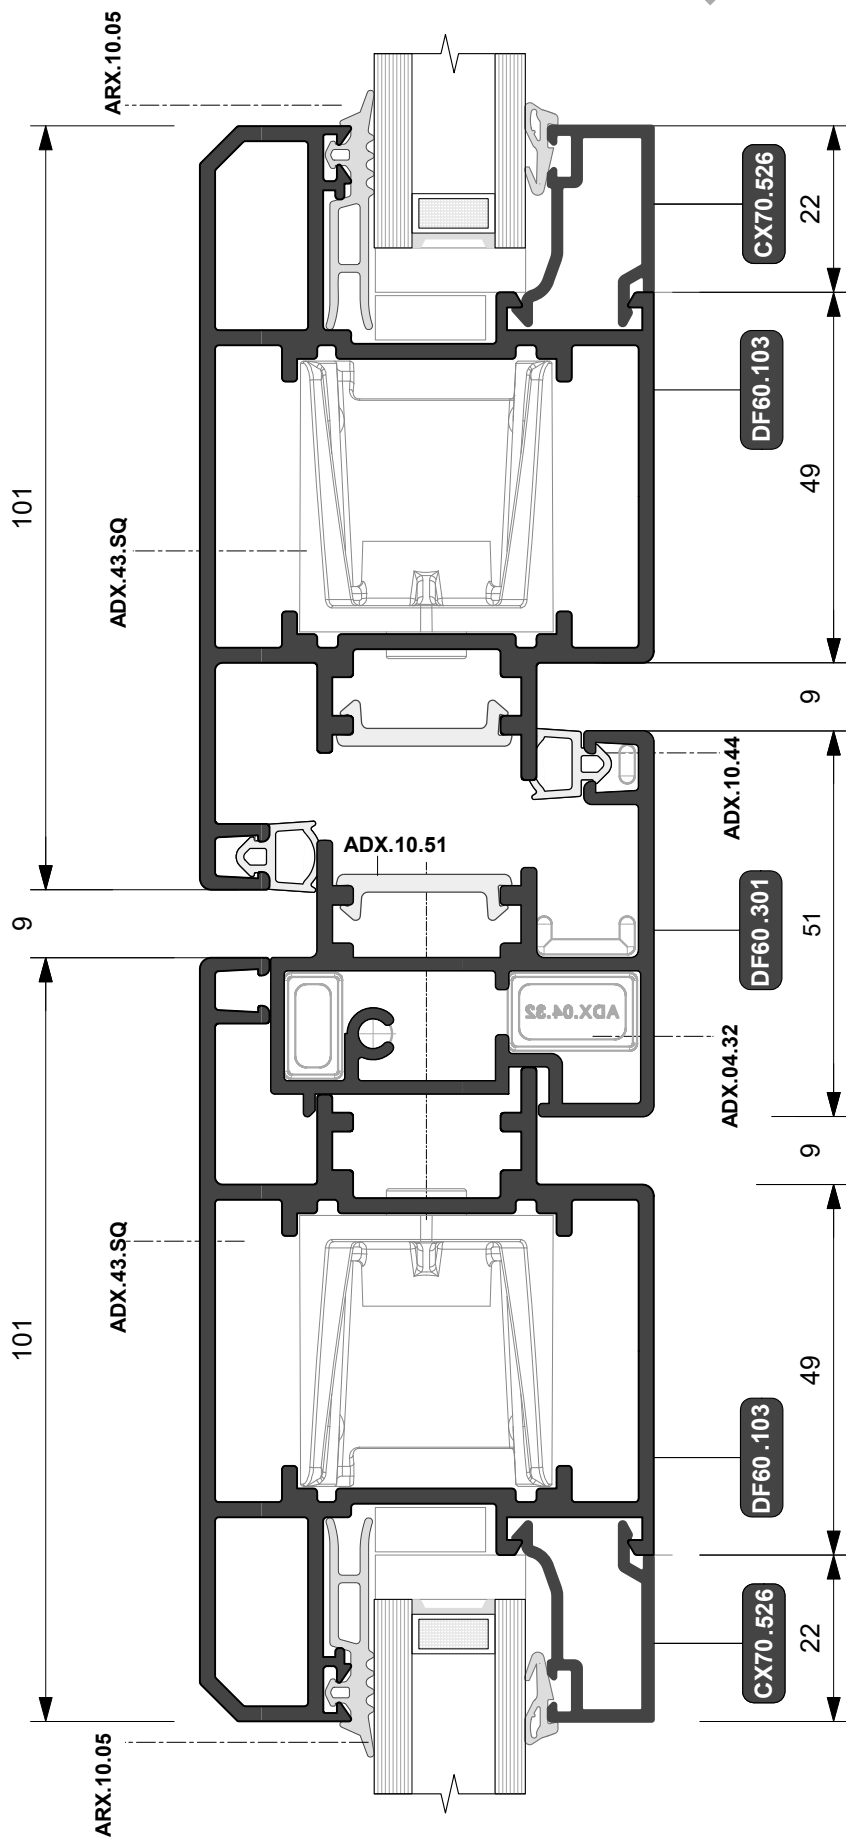 ARX.10.05
CX70.526
22
DF60.103
101
49
ADX.43.SQ
9
ADX.10.44
ADX.10.51
DF60.301
51
9
ADX.04.32
ADX.04.32
9
ADX.43.SQ
101
49
DF60.103
CX70.526
22
ARX.10.05